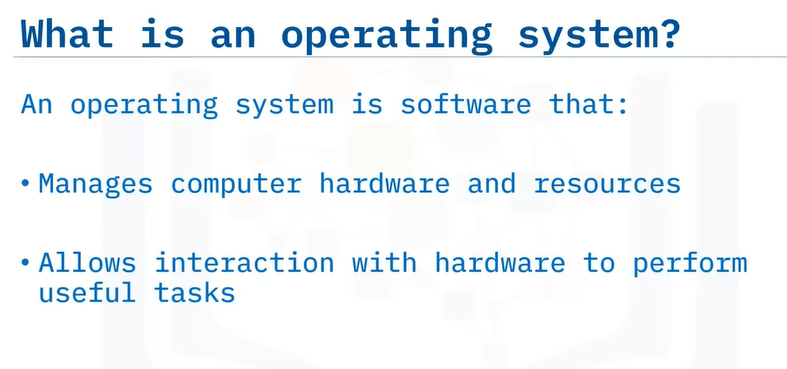 What is an operating system?
An operating system is software that:
• Manages computer hardware and resources
• Allows interaction with hardware to perform
useful tasks